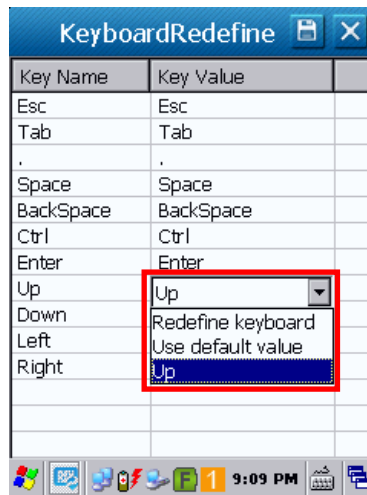 KeyboardRedefine
Key Name Key Value
Esc Esc
Tab Tab
. .
Space Space
BackSpace BackSpace
Ctrl Ctrl
Enter Enter
Up Up
Down Redefine keyboard
Left Use default value
Right Up
F 1 9:09 PM